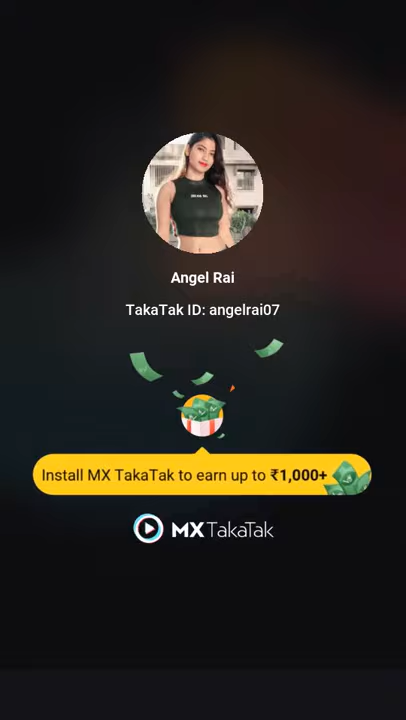 Angel Rai
TakaTak ID: angelrai07
Install MX TakaTak to earn up to ₹1,000+
MX TakaTak